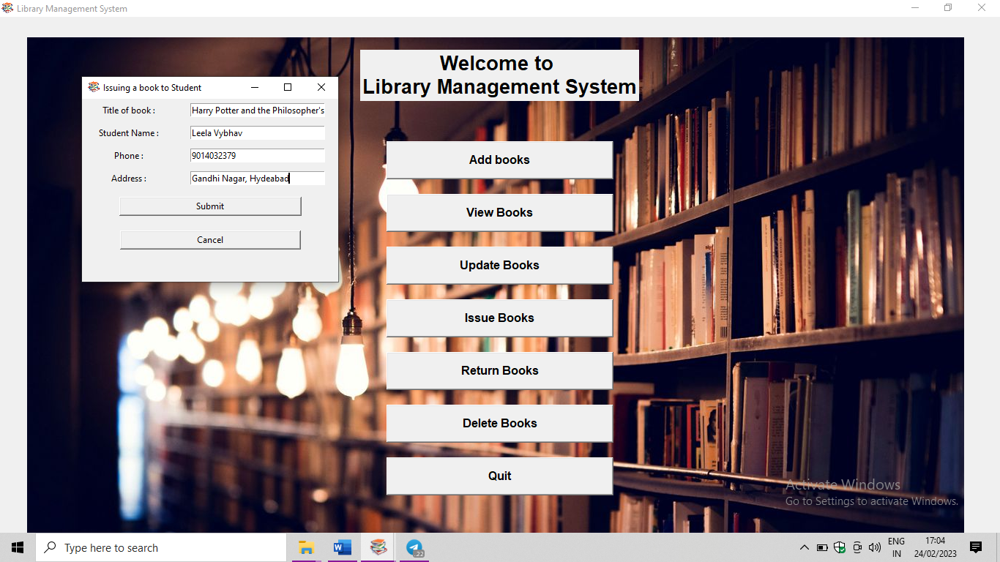 Library Management System
Welcome to
Library Management System
Issuing a book to Student
Title of book :
Harry Potter and the Philosopher's
Student Name :
Leela Vybhav
Phone :
9014032379
Address :
Gandhi Nagar, Hydeabad
Submit
Cancel
Add books
View Books
Update Books
Issue Books
Return Books
Delete Books
Quit
Activate Windows
Go to Settings to activate Windows.
Type here to search
22
ENG
IN
17:04
24/02/2023